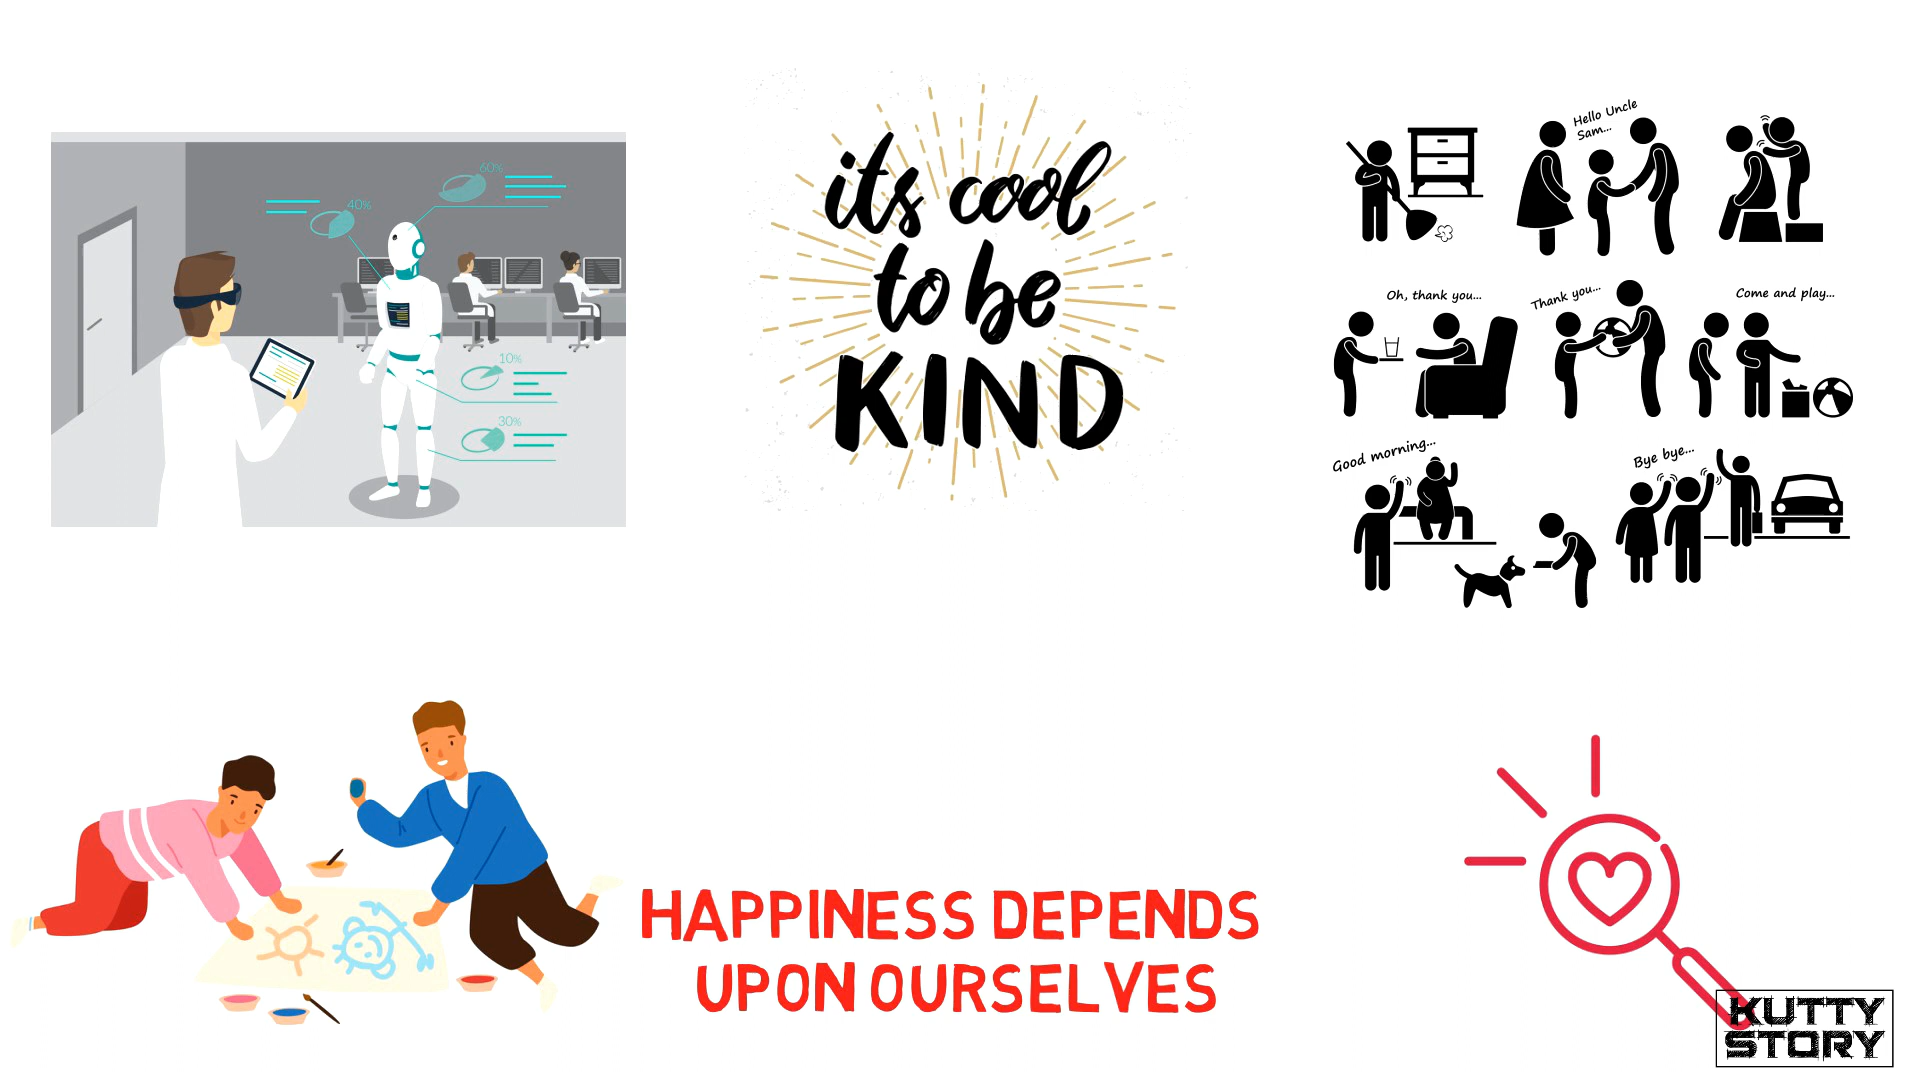 60%
40%
10%
30%
its cool
to be
KIND
Hello Uncle
Sam...
Oh, thank you...
Thank you...
Come and play...
Good morning...
Bye bye...
HAPPINESS DEPENDS
UPON OURSELVES
KUTTY
STORY